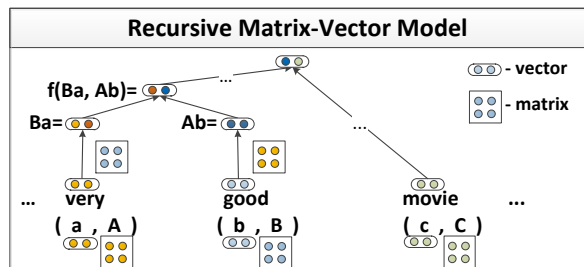 Recursive Matrix-Vector Model
...
- vector
f(Ba, Ab)=
- matrix
Ba= Ab= ...
... very good movie ...
( a , A ) ( b , B ) ( c , C )